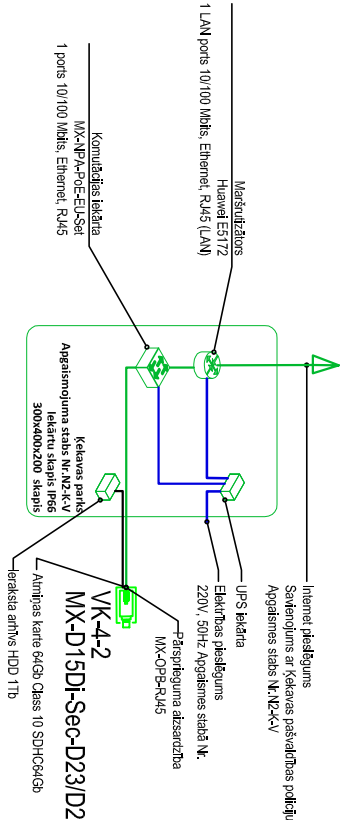 Internet pieslēgums
Savienojums ar Ķekavas pašvaldības policiju
Apgaismes stabs Nr.N2-K-V
UPS iekārta
Elektrības pieslēgums
220V, 50Hz Apgaismes stabā Nr.
Pārsprieguma aizsardzība
MX-OPB-RJ45
VK-4-2
MX-D15Di-Sec-D23/D2
Atmiņas karte 64Gb Class 10 SDHC64Gb
Ieraksta arhīvs HDD 1Tb
Ķekavas parks
Apgaismojuma stabs Nr.N2-K-V
Iekārtu skapis IP66
300x400x200 skapis
Maršrutizātors
Huawei E5172
1 LAN ports 10/100 Mbits, Ethernet, RJ45 (LAN)
Komutācijas iekārta
MX-NPA-PoE-EU-Set
1 ports 10/100 Mbits, Ethernet, RJ45